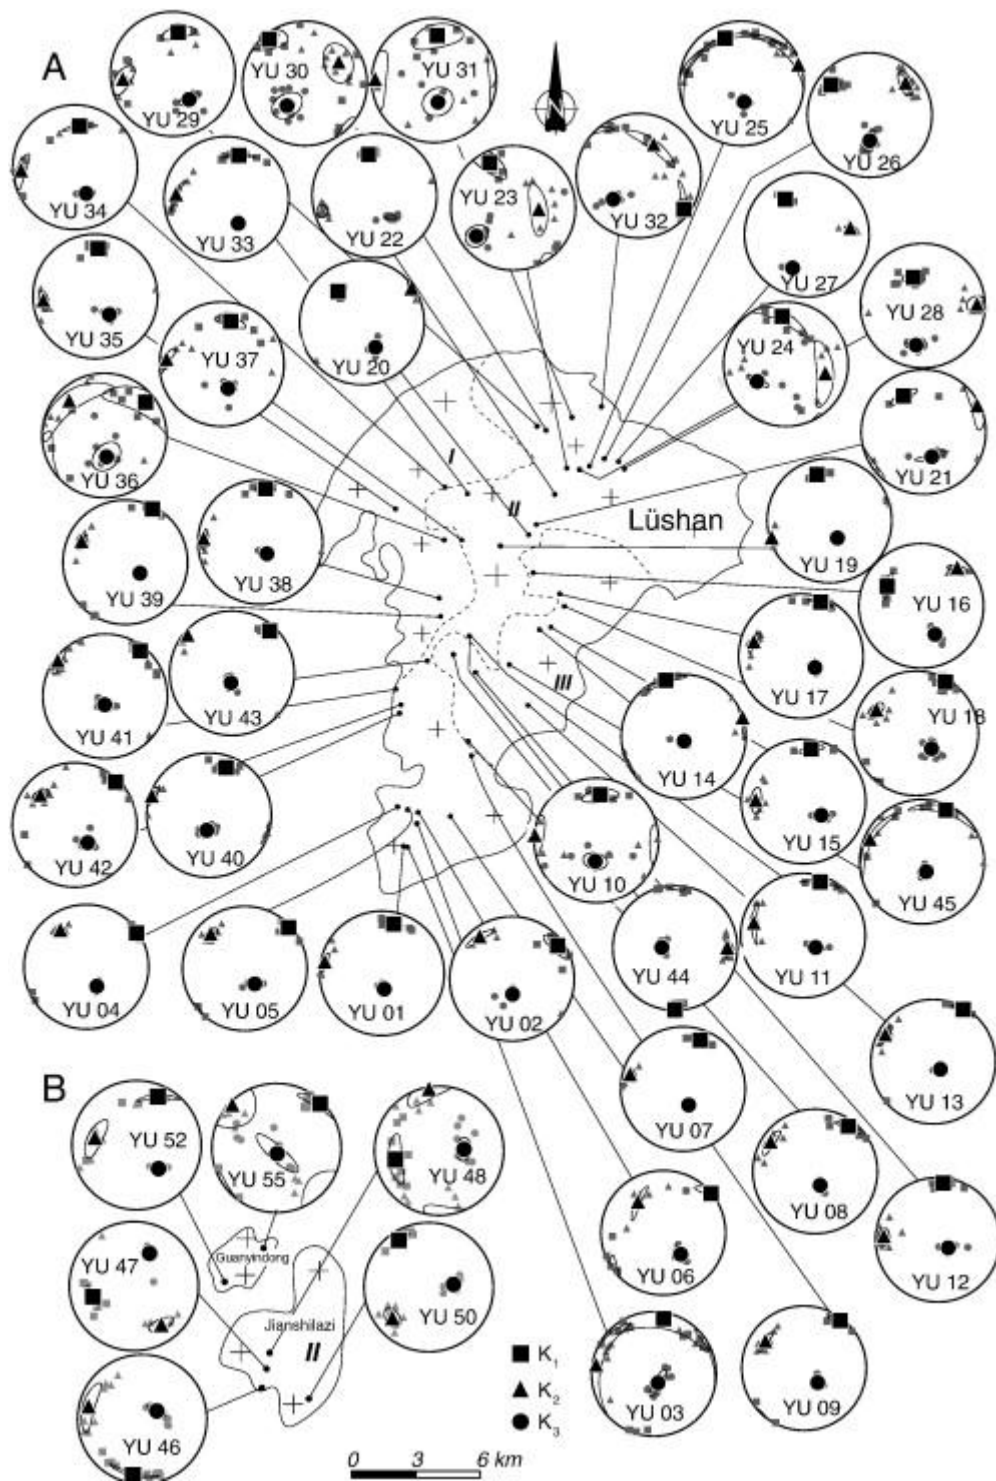 A
YU 29
YU 30
YU 31
N
YU 25
YU 26
YU 34
YU 33
YU 22
YU 23
YU 32
YU 27
YU 35
YU 37
YU 20
YU 24
YU 28
YU 36
I
II
YU 21
Lüshan
YU 39
YU 38
YU 19
YU 16
YU 41
YU 43
III
YU 17
YU 18
YU 14
YU 42
YU 40
YU 10
YU 15
YU 45
YU 04
YU 05
YU 01
YU 02
YU 44
YU 11
B
YU 52
YU 55
YU 48
YU 07
YU 13
YU 47
Guanyindong
YU 50
YU 06
YU 08
YU 12
Jianshilazi
II
YU 46
K₁
K₂
K₃
YU 03
YU 09
0 3 6 km